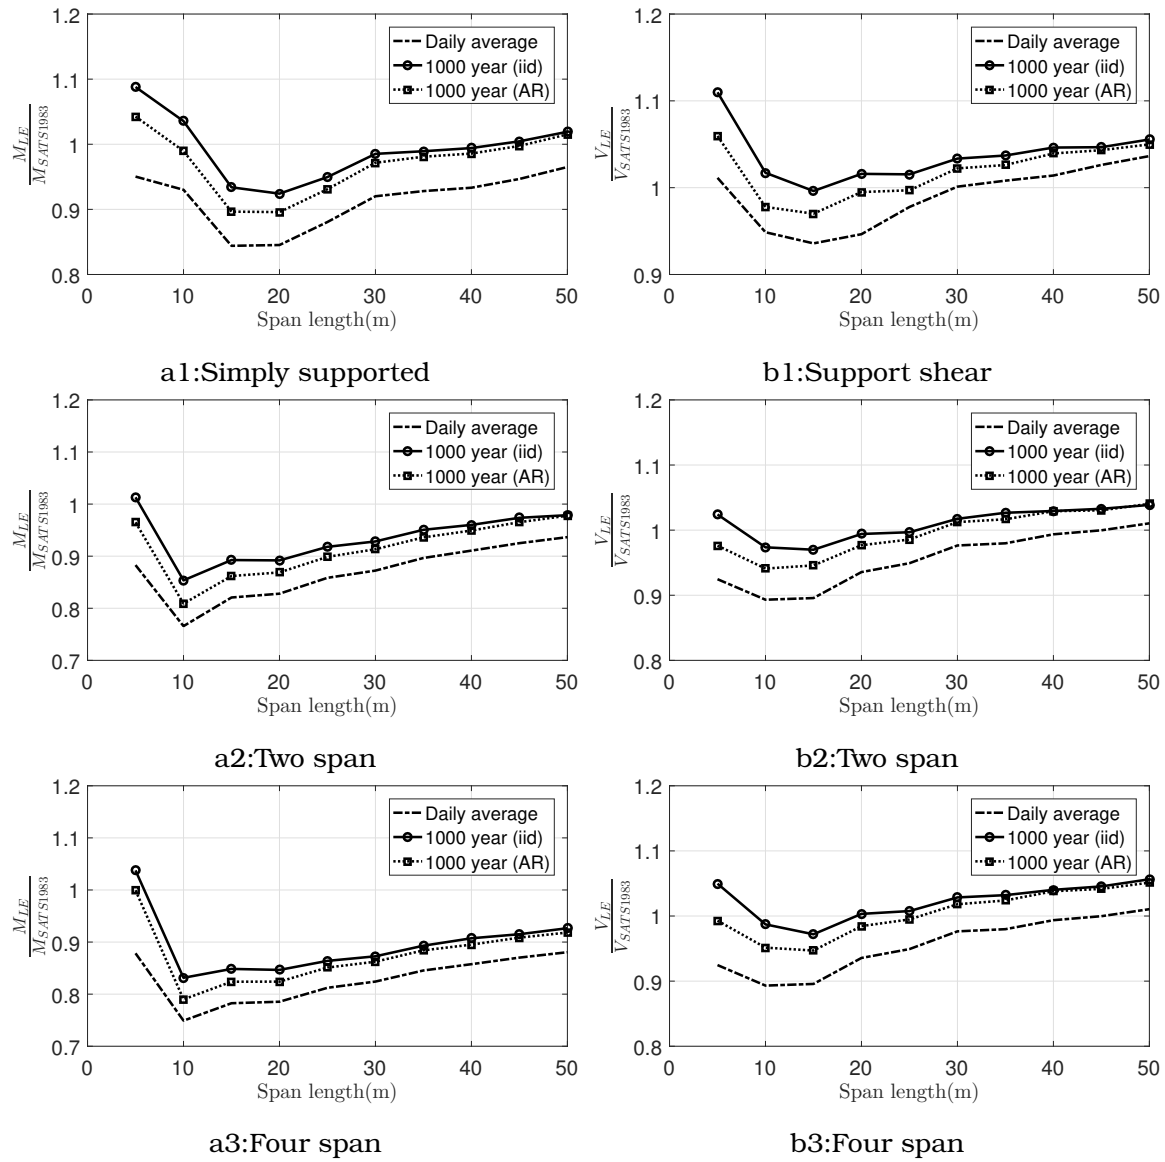 1.2
1.1
1
0.9
0.8
0 10 20 30 40 50
M_LE
M_SATS1983
Span length(m)
Daily average
1000 year (iid)
1000 year (AR)
a1:Simply supported
1.2
1.1
1
0.9
0 10 20 30 40 50
V_LE
V_SATS1983
Span length(m)
Daily average
1000 year (iid)
1000 year (AR)
b1:Support shear
1.2
1.1
1
0.9
0.8
0.7
0 10 20 30 40 50
M_LE
M_SATS1983
Span length(m)
Daily average
1000 year (iid)
1000 year (AR)
a2:Two span
1.2
1.1
1
0.9
0.8
0 10 20 30 40 50
V_LE
V_SATS1983
Span length(m)
Daily average
1000 year (iid)
1000 year (AR)
b2:Two span
1.2
1.1
1
0.9
0.8
0.7
0 10 20 30 40 50
M_LE
M_SATS1983
Span length(m)
Daily average
1000 year (iid)
1000 year (AR)
a3:Four span
1.2
1.1
1
0.9
0.8
0 10 20 30 40 50
V_LE
V_SATS1983
Span length(m)
Daily average
1000 year (iid)
1000 year (AR)
b3:Four span